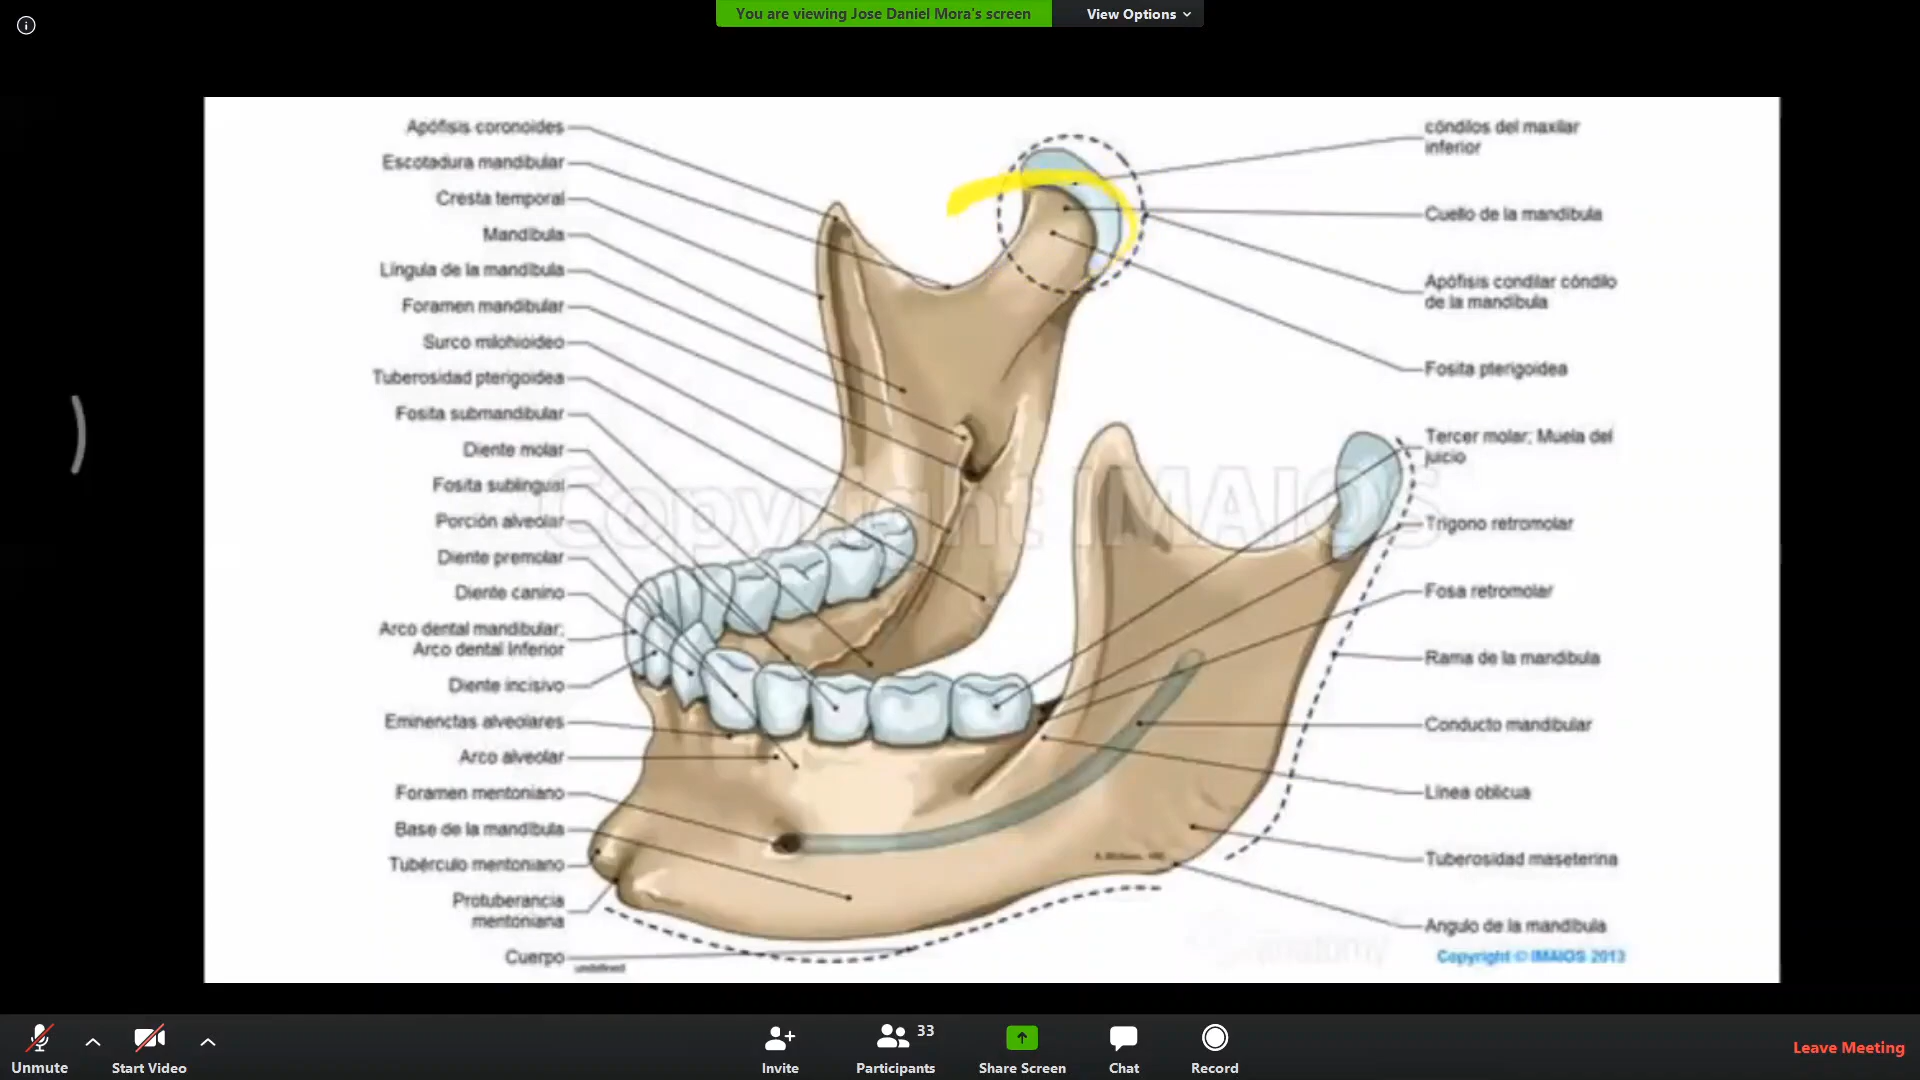 You are viewing Jose Daniel Mora's screen
View Options
Apófisis coronoides
Escotadura mandibular
Cresta temporal
Mandíbula
Língula de la mandíbula
Foramen mandibular
Surco milohioideo
Tuberosidad pterigoidea
Fosita submandibular
Diente molar
Fosita sublingual
Porción alveolar
Diente premolar
Diente canino
Arco dental mandibular;
Arco dental Inferior
Diente incisivo
Eminenctas alveolares
Arco alveolar
Foramen mentoniano
Base de la mandíbula
Tubérculo mentoniano
Protuberancia
mentoniana
Cuerpo
undefined
cóndilos del maxilar
inferior
Cuello de la mandíbula
Apófisis condilar cóndilo
de la mandíbula
Fosita pterigoidea
Tercer molar; Muela del
juicio
Trígono retromolar
Fosa retromolar
Rama de la mandíbula
Conducto mandibular
Línea oblicua
Tuberosidad maseterina
Angulo de la mandíbula
Copyright © IMAIOS 2013
Copyright IMAIOS
anatomy
Unmute
Start Video
Invite
33
Participants
Share Screen
Chat
Record
Leave Meeting